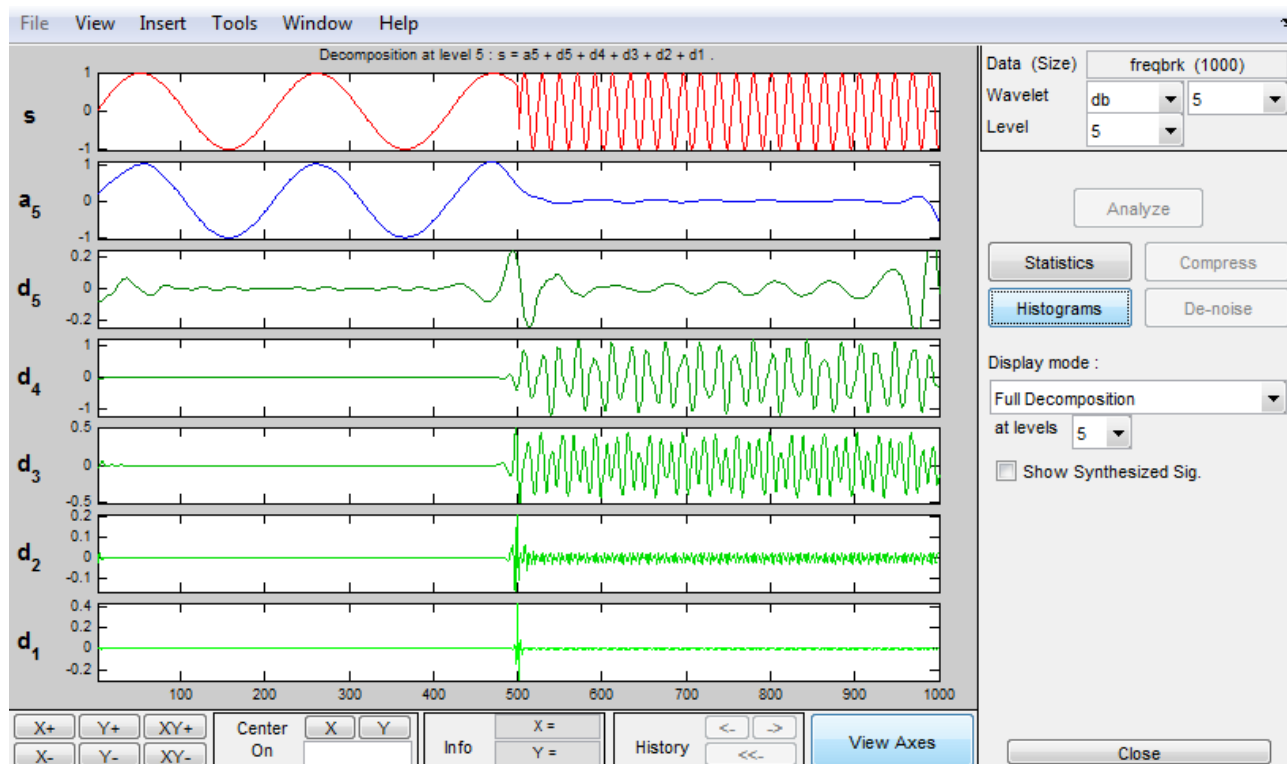 File View Insert Tools Window Help
Decomposition at level 5 : s = a5 + d5 + d4 + d3 + d2 + d1 .
s
1
0
-1
a5
1
0
-1
d5
0.2
0
-0.2
d4
1
0
-1
d3
0.5
0
-0.5
d2
0.2
0.1
0
-0.1
d1
0.4
0.2
0
-0.2
100 200 300 400 500 600 700 800 900 1000
Data (Size) freqbrk (1000)
Wavelet db 5
Level 5
Analyze
Statistics Compress
Histograms De-noise
Display mode :
Full Decomposition
at levels 5
Show Synthesized Sig.
X+ Y+ XY+ Center X Y X = <- -> View Axes
X- Y- XY- On Info Y = History <<- Close